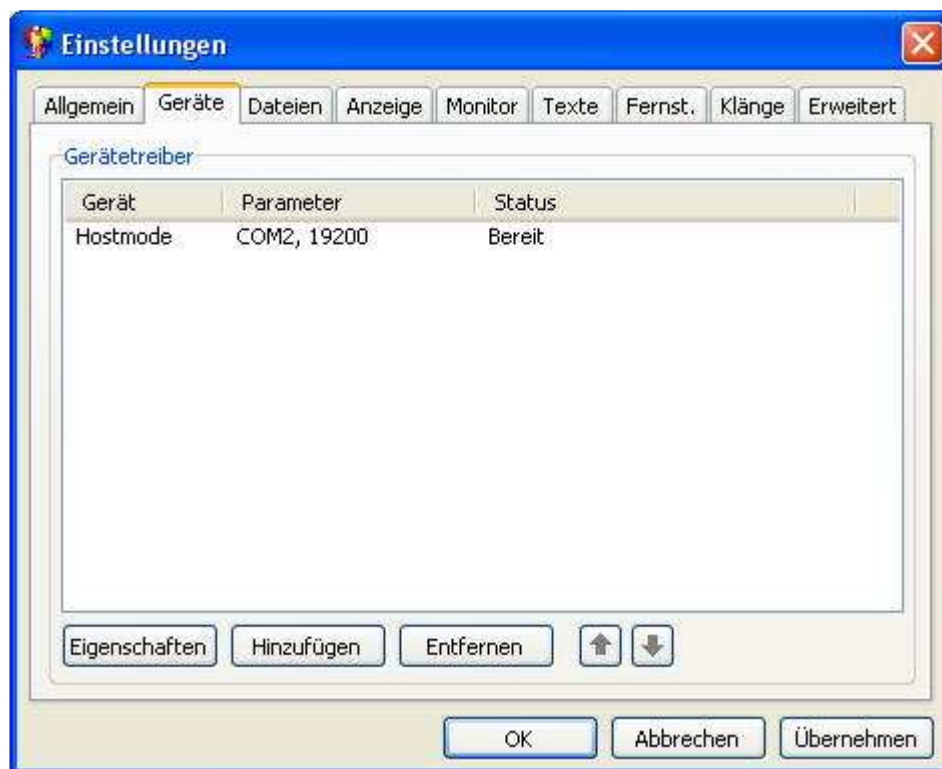 Einstellungen
Allgemein Geräte Dateien Anzeige Monitor Texte Fernst. Klänge Erweitert
Gerätetreiber
Gerät Parameter Status
Hostmode COM2, 19200 Bereit
Eigenschaften Hinzufügen Entfernen
OK Abbrechen Übernehmen